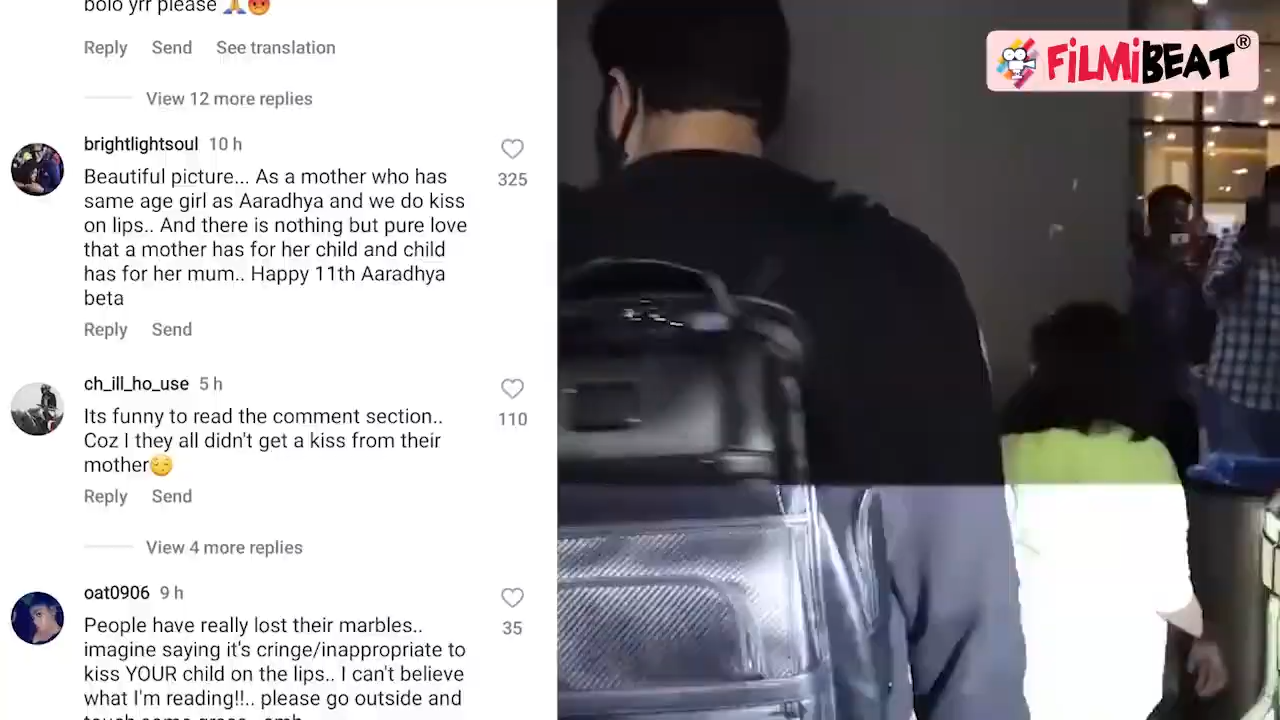 bolo yrr please 🙏😡
Reply Send See translation
View 12 more replies
brightlightsoul 10 h
Beautiful picture... As a mother who has
same age girl as Aaradhya and we do kiss
on lips.. And there is nothing but pure love
that a mother has for her child and child
has for her mum.. Happy 11th Aaradhya
beta
325
Reply Send
ch_ill_ho_use 5 h
Its funny to read the comment section..
Coz I they all didn't get a kiss from their
mother😏
110
Reply Send
View 4 more replies
oat0906 9 h
People have really lost their marbles..
imagine saying it's cringe/inappropriate to
kiss YOUR child on the lips.. I can't believe
what I'm reading!!.. please go outside and
35
FiLMiBEAT®